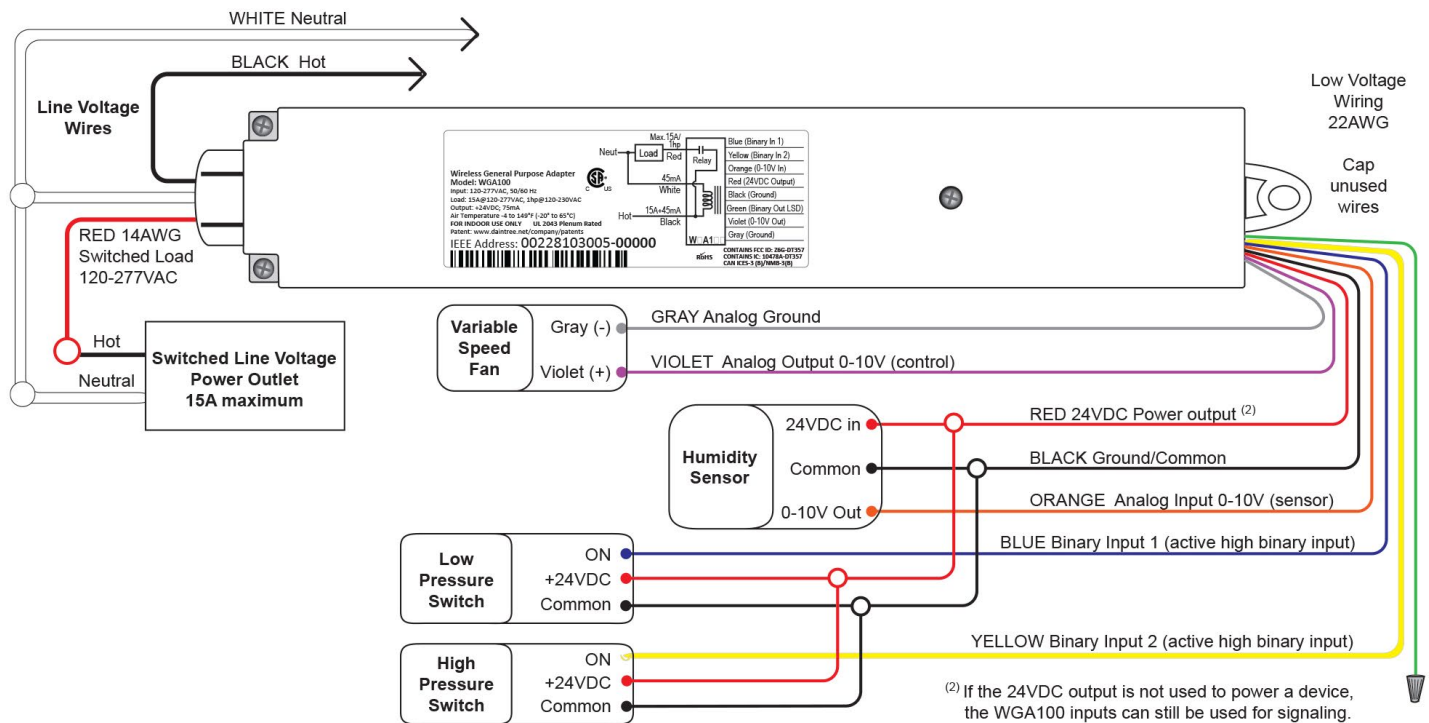 WHITE Neutral
BLACK Hot
Line Voltage
Wires
RED 14AWG
Switched Load
120-277VAC
Hot
Neutral
Switched Line Voltage
Power Outlet
15A maximum
Wireless General Purpose Adapter
Model: WGA100
Input: 120-277VAC, 50/60 Hz
Load: 15A@120-277VAC, 1hp@120-230VAC
Output: +24VDC; 75mA
Air Temperature -4 to 149°F (-20° to 65°C)
FOR INDOOR USE ONLY UL 2043 Plenum Rated
Patent: www.daintree.net/company/patents
IEEE Address: 00228103005-00000
C US
Max.15A/
1hp
Neut
Load
Red
Relay
45mA
White
Hot
15A+45mA
Black
Blue (Binary In 1)
Yellow (Binary In 2)
Orange (0-10V In)
Red (24VDC Output)
Black (Ground)
Green (Binary Out LSD)
Violet (0-10V Out)
Gray (Ground)
RoHS
CONTAINS FCC ID: Z6G-DT357
CONTAINS IC: 10478A-DT357
CAN ICES-3 (B)/NMB-3(B)
Low Voltage
Wiring
22AWG
Cap
unused
wires
Variable
Speed
Fan
Gray (-)
Violet (+)
GRAY Analog Ground
VIOLET Analog Output 0-10V (control)
Humidity
Sensor
24VDC in
Common
0-10V Out
RED 24VDC Power output (2)
BLACK Ground/Common
ORANGE Analog Input 0-10V (sensor)
BLUE Binary Input 1 (active high binary input)
Low
Pressure
Switch
ON
+24VDC
Common
YELLOW Binary Input 2 (active high binary input)
High
Pressure
Switch
ON
+24VDC
Common
(2) If the 24VDC output is not used to power a device,
the WGA100 inputs can still be used for signaling.